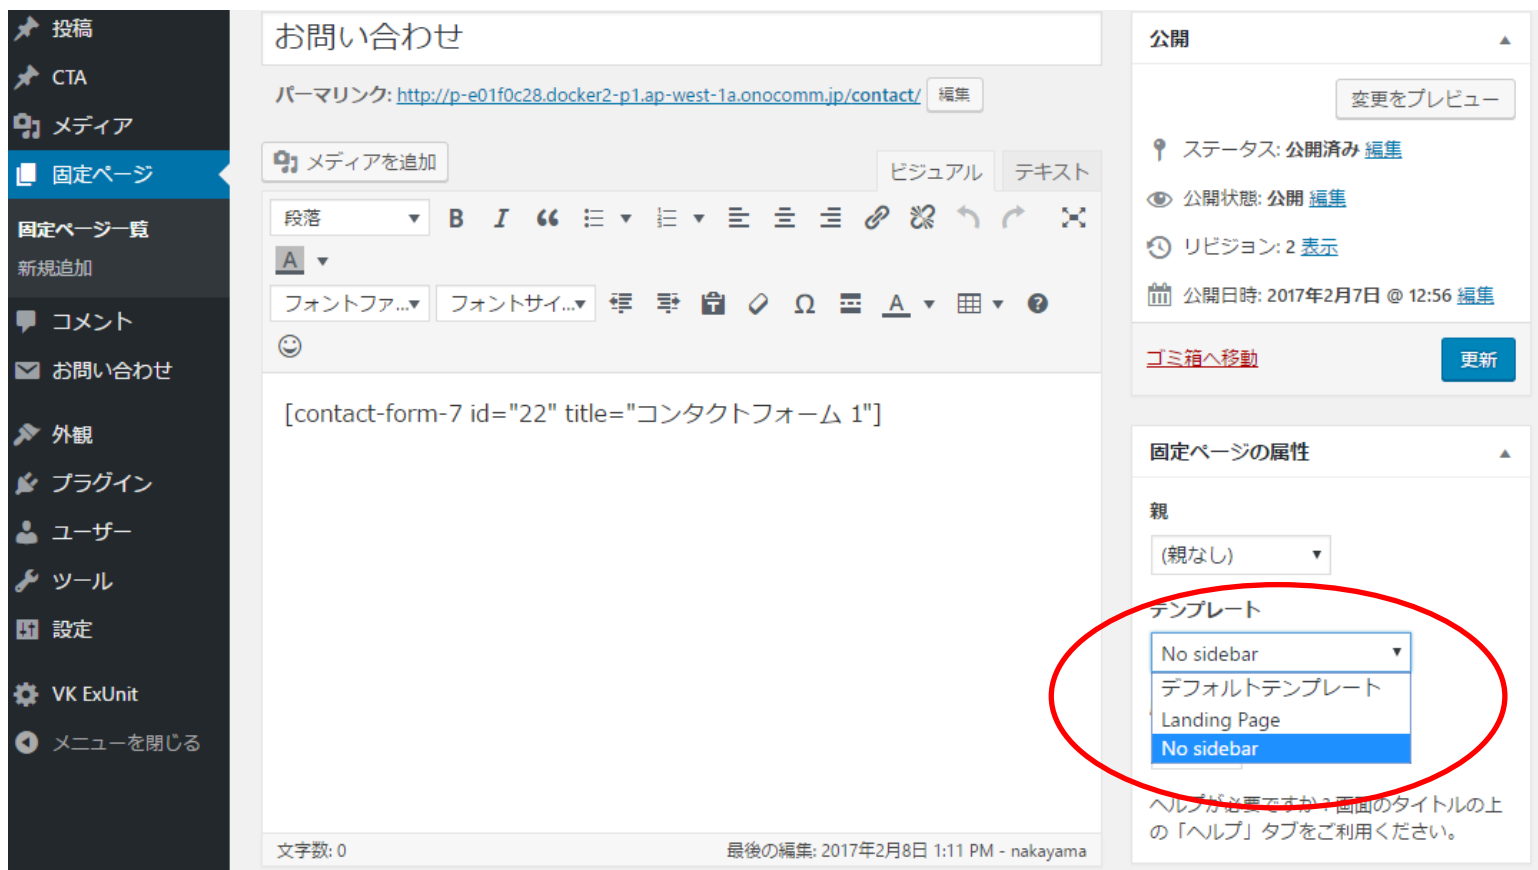 投稿
CTA
メディア
固定ページ
固定ページ一覧
新規追加
コメント
お問い合わせ
外観
プラグイン
ユーザー
ツール
設定
VK ExUnit
メニューを閉じる
お問い合わせ
パーマリンク: http://p-e01f0c28.docker2-p1.ap-west-1a.onocomm.jp/contact/ 編集
メディアを追加
ビジュアル テキスト
段落 B I
A
フォントファ... フォントサイ... Ω A
[contact-form-7 id="22" title="コンタクトフォーム 1"]
文字数: 0 最後の編集: 2017年2月8日 1:11 PM - nakayama
公開
変更をプレビュー
ステータス: 公開済み 編集
公開状態: 公開 編集
リビジョン: 2 表示
公開日時: 2017年2月7日 @ 12:56 編集
ゴミ箱へ移動 更新
固定ページの属性
親
(親なし)
テンプレート
No sidebar
デフォルトテンプレート
Landing Page
No sidebar
ヘルプが必要ですか ? 画面のタイトルの上
の「ヘルプ」タブをご利用ください。